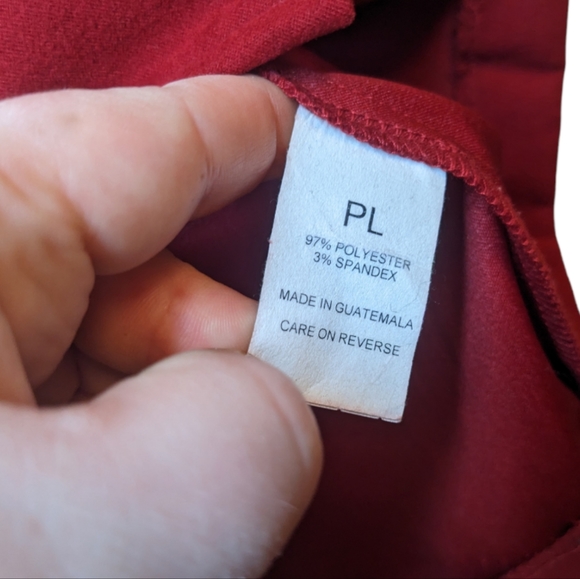 PL
97% POLYESTER
3% SPANDEX
MADE IN GUATEMALA
CARE ON REVERSE